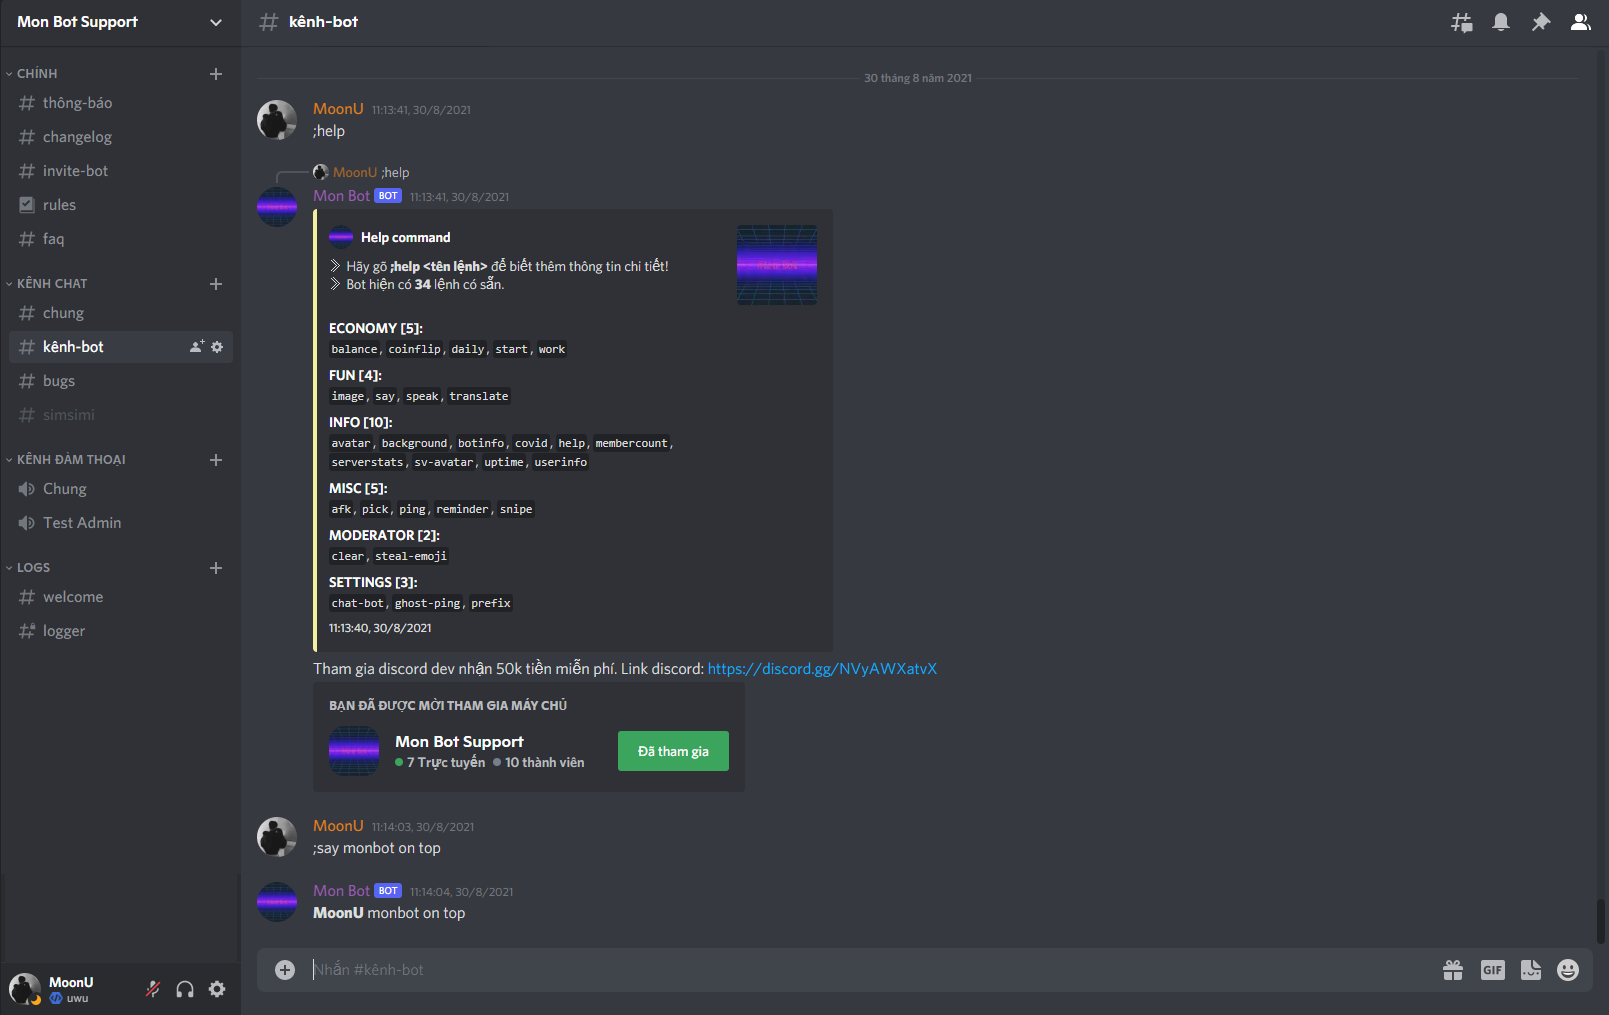 Mon Bot Support
kênh-bot
CHÍNH
thông-báo
changelog
invite-bot
rules
faq
KÊNH CHAT
chung
kênh-bot
bugs
simsimi
KÊNH ĐÀM THOẠI
Chung
Test Admin
LOGS
welcome
logger
MoonU
uwu
30 tháng 8 năm 2021
MoonU 11:13:41, 30/8/2021
;help
MoonU ;help
Mon Bot BOT 11:13:41, 30/8/2021
Help command
Hãy gõ ;help <tên lệnh> để biết thêm thông tin chi tiết!
Bot hiện có 34 lệnh có sẵn.
ECONOMY [5]:
balance, coinflip, daily, start, work
FUN [4]:
image, say, speak, translate
INFO [10]:
avatar, background, botinfo, covid, help, membercount,
serverstats, sv-avatar, uptime, userinfo
MISC [5]:
afk, pick, ping, reminder, snipe
MODERATOR [2]:
clear, steal-emoji
SETTINGS [3]:
chat-bot, ghost-ping, prefix
11:13:40, 30/8/2021
Tham gia discord dev nhận 50k tiền miễn phí. Link discord: https://discord.gg/NVyAWXatvX
BẠN ĐÃ ĐƯỢC MỜI THAM GIA MÁY CHỦ
Mon Bot Support
7 Trực tuyến 10 thành viên
Đã tham gia
MoonU 11:14:03, 30/8/2021
;say monbot on top
Mon Bot BOT 11:14:04, 30/8/2021
MoonU monbot on top
Nhắn #kênh-bot
GIF